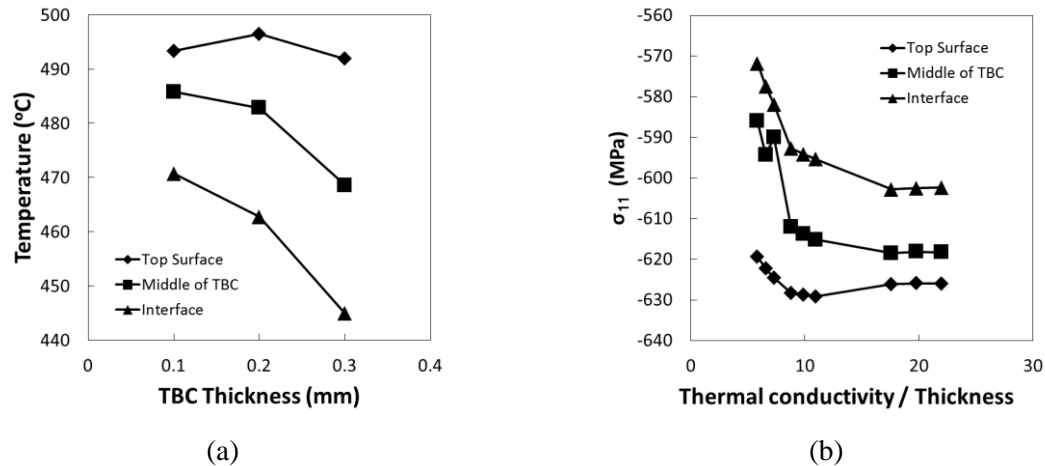 500
490
480
470
460
450
440
Temperature (ºC)
Top Surface
Middle of TBC
Interface
0
0.1
0.2
0.3
0.4
TBC Thickness (mm)
(a)
-560
-570
-580
-590
-600
-610
-620
-630
-640
σ11 (MPa)
Top Surface
Middle of TBC
Interface
0
10
20
30
Thermal conductivity / Thickness
(b)